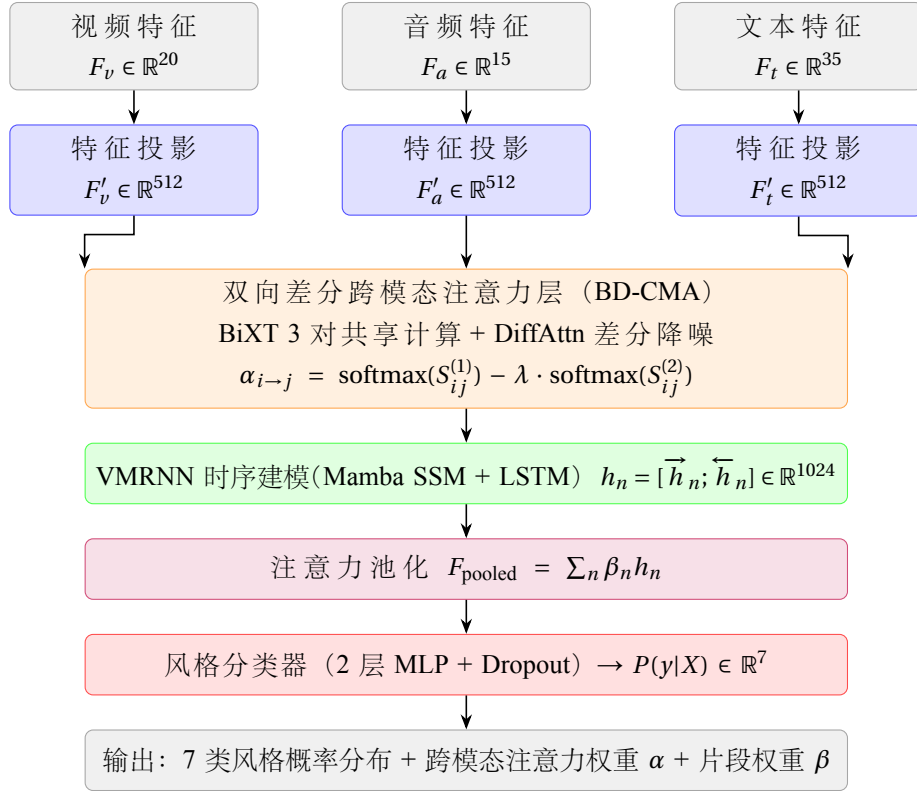 视频特征
F_v ∈ ℝ^20
音频特征
F_a ∈ ℝ^15
文本特征
F_t ∈ ℝ^35
特征投影
F′_v ∈ ℝ^512
特征投影
F′_a ∈ ℝ^512
特征投影
F′_t ∈ ℝ^512
双向差分跨模态注意力层（BD-CMA）
BiXT 3 对共享计算 + DiffAttn 差分降噪
α_{i→j} = softmax(S_{ij}^{(1)}) − λ · softmax(S_{ij}^{(2)})
VMRNN 时序建模（Mamba SSM + LSTM） h_n = [\overrightarrow{h}_n; \overleftarrow{h}_n] ∈ ℝ^1024
注意力池化 F_pooled = ∑_n β_n h_n
风格分类器（2 层 MLP + Dropout）→ P(y|X) ∈ ℝ^7
输出：7 类风格概率分布 + 跨模态注意力权重 α + 片段权重 β